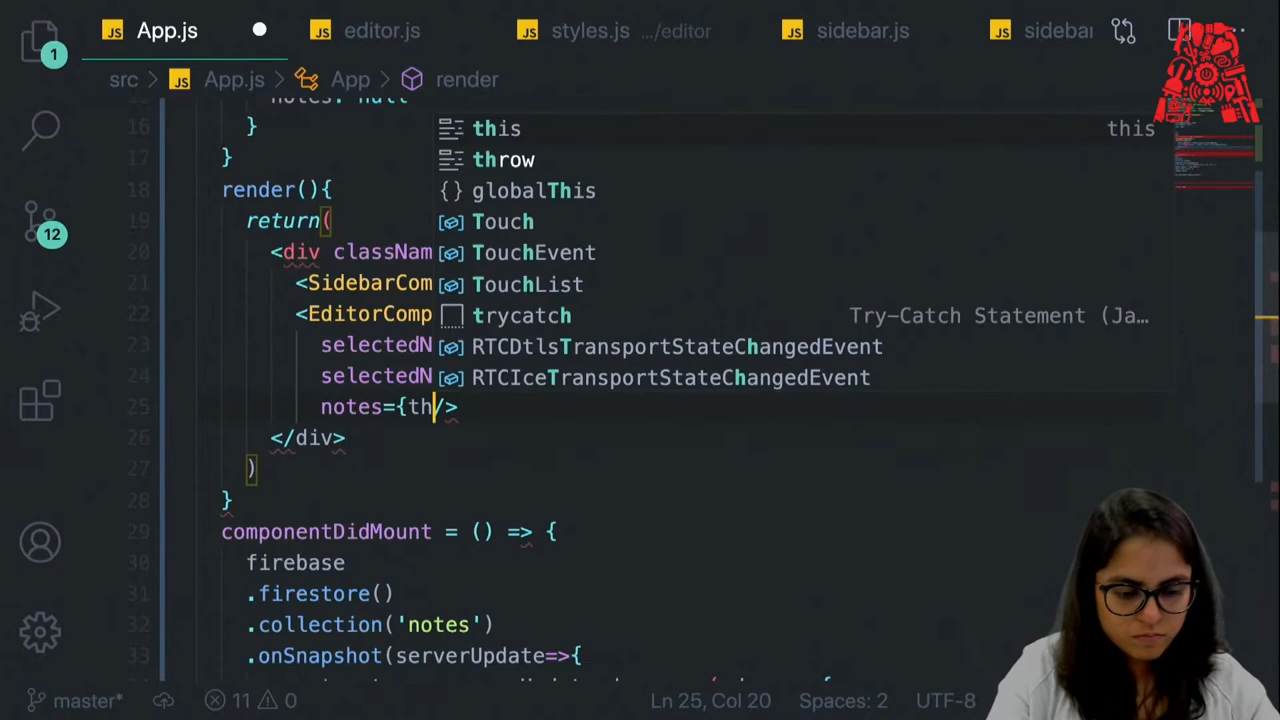 App.js
editor.js
styles.js .../editor
sidebar.js
sidebar
1
src > App.js > App > render
notes: null
16 }
17 }
18 render(){
19 return(
20 <div classNam
21 <SidebarCom
22 <EditorComp
23 selectedN
24 selectedN
25 notes={th/>
26 </div>
27 )
28 }
29 componentDidMount = () => {
30 firebase
31 .firestore()
32 .collection('notes')
33 .onSnapshot(serverUpdate=>{
this this
throw
globalThis
Touch
TouchEvent
TouchList
trycatch Try-Catch Statement (Ja…
RTCDtlsTransportStateChangedEvent
RTCIceTransportStateChangedEvent
12
master* 11 0 Ln 25, Col 20 Spaces: 2 UTF-8